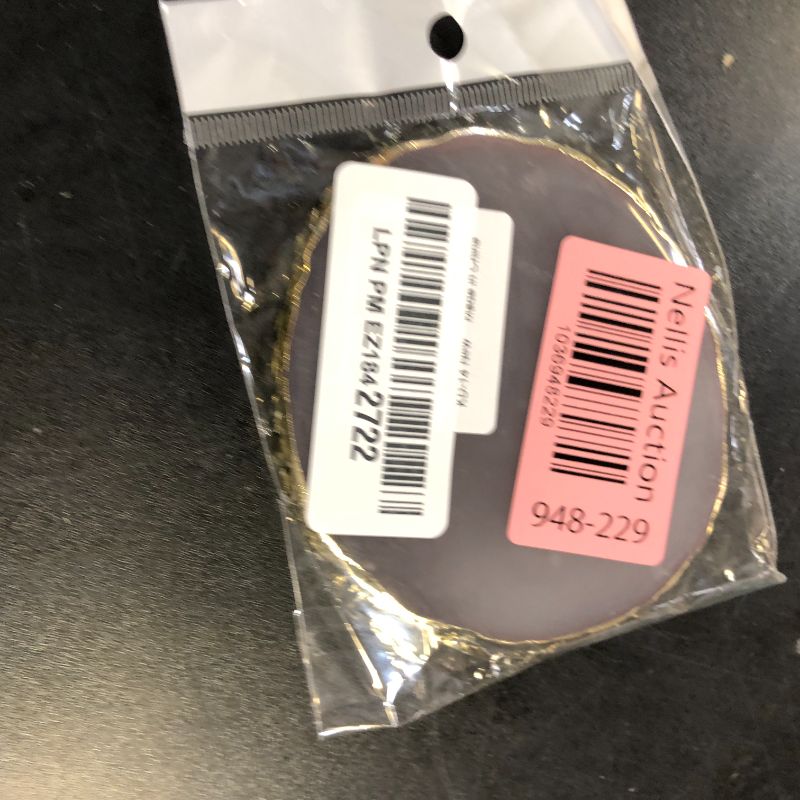 LPN PM EZ1842722
Nellis Auction
1036948229
948-229